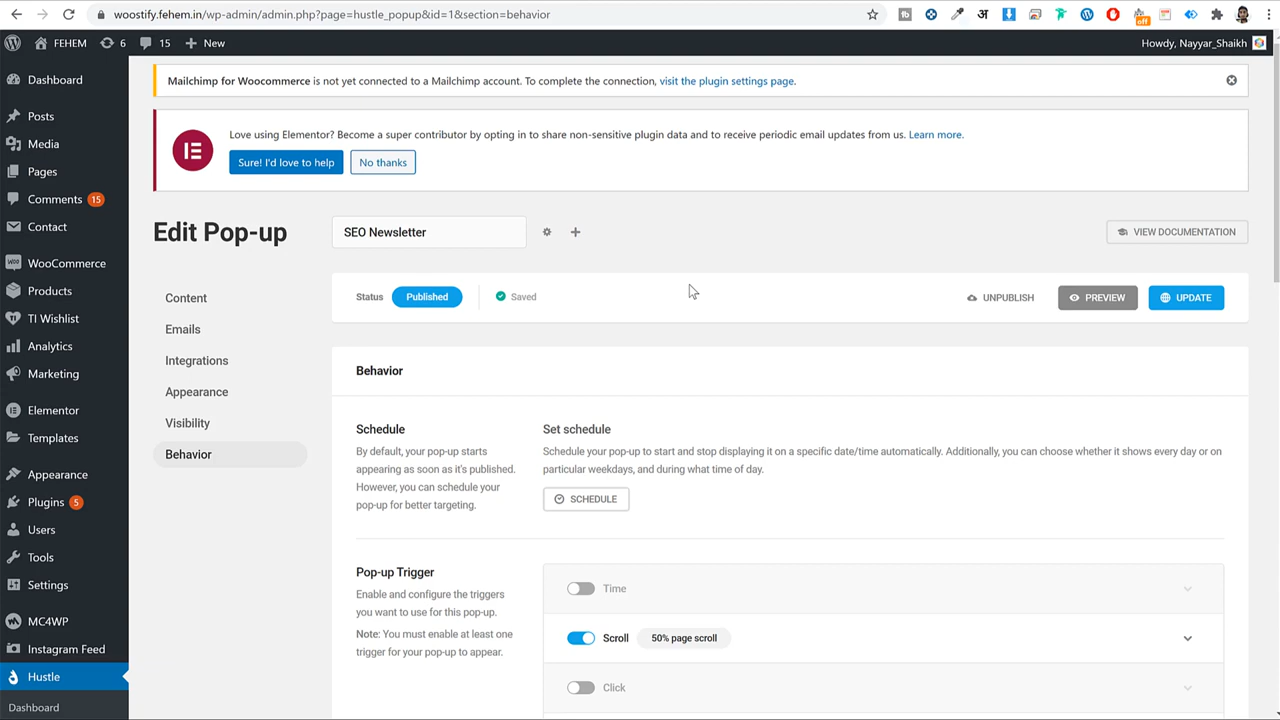 woostify.fehem.in/wp-admin/admin.php?page=hustle_popup&id=1&section=behavior
off
FEHEM
6
15
New
Howdy, Nayyar_Shaikh
Dashboard
Posts
Media
Pages
Comments 15
Contact
WooCommerce
Products
TI Wishlist
Analytics
Marketing
Elementor
Templates
Appearance
Plugins 5
Users
Tools
Settings
MC4WP
Instagram Feed
Hustle
Dashboard
Mailchimp for Woocommerce is not yet connected to a Mailchimp account. To complete the connection, visit the plugin settings page.
Love using Elementor? Become a super contributor by opting in to share non-sensitive plugin data and to receive periodic email updates from us. Learn more.
Sure! I'd love to help
No thanks
Edit Pop-up
SEO Newsletter
VIEW DOCUMENTATION
Content
Emails
Integrations
Appearance
Visibility
Behavior
Status
Published
Saved
UNPUBLISH
PREVIEW
UPDATE
Behavior
Schedule
By default, your pop-up starts
appearing as soon as it's published.
However, you can schedule your
pop-up for better targeting.
Set schedule
Schedule your pop-up to start and stop displaying it on a specific date/time automatically. Additionally, you can choose whether it shows every day or on
particular weekdays, and during what time of day.
SCHEDULE
Pop-up Trigger
Enable and configure the triggers
you want to use for this pop-up.
Note: You must enable at least one
trigger for your pop-up to appear.
Time
Scroll
50% page scroll
Click